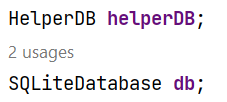 HelperDB helperDB;
2 usages
SQLiteDatabase db;